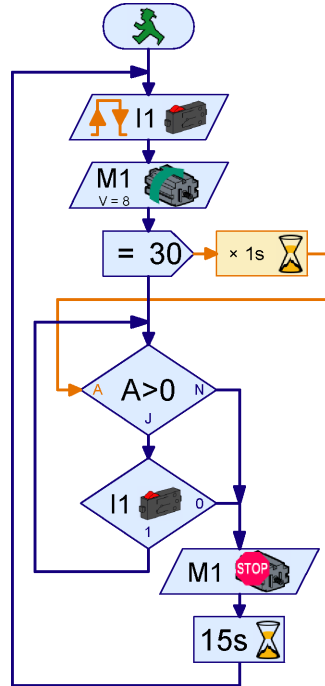 I1
M1
V = 8
= 30
× 1s
A>0
A
N
J
I1
0
1
M1
STOP
15s